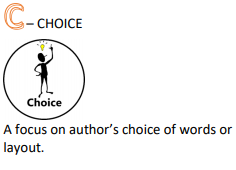 C – CHOICE
Choice
A focus on author's choice of words or
layout.